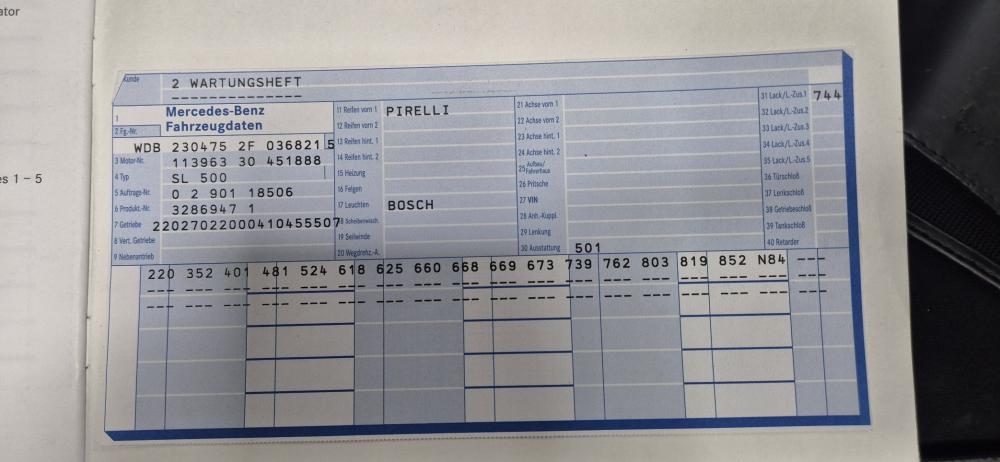 ator
es 1 – 5
Kunde
2 WARTUNGSHEFT
--------------
1
Mercedes-Benz
Fahrzeugdaten
2 Fg.-Nr.
WDB 230475 2F 036821 5
3 Motor-Nr. 113963 30 451888
4 Typ SL 500
5 Auftrags-Nr. 0 2 901 18506
6 Produkt.-Nr. 3286947 1
7 Getriebe 22027022000410455507
8 Vert. Getriebe
9 Nebenantrieb
11 Reifen vorn 1 PIRELLI
12 Reifen vorn 2
13 Reifen hint. 1
14 Reifen hint. 2
15 Heizung
16 Felgen
17 Leuchten BOSCH
18 Scheibenwisch.
19 Seilwinde
20 Wegdrehz.-A.
21 Achse vorn 1
22 Achse vorn 2
23 Achse hint. 1
24 Achse hint. 2
25 Aufbau/
Fahrerhaus
26 Pritsche
27 VIN
28 Anh.-Kuppl.
29 Lenkung
30 Ausstattung 501
31 Lack/L.-Zus.1 744
32 Lack/L.-Zus.2
33 Lack/L.-Zus.3
34 Lack/L.-Zus.4
35 Lack/L.-Zus.5
36 Türschloß
37 Lenkschloß
38 Getriebeschloß
39 Tankschloß
40 Retarder
220 352 401 481 524 618 625 660 668 669 673 739 762 803 819 852 N84 ---
--- --- --- --- --- --- --- --- --- --- --- --- --- --- --- --- --- ---
--- --- --- --- --- --- --- --- --- --- --- --- --- --- --- --- --- ---